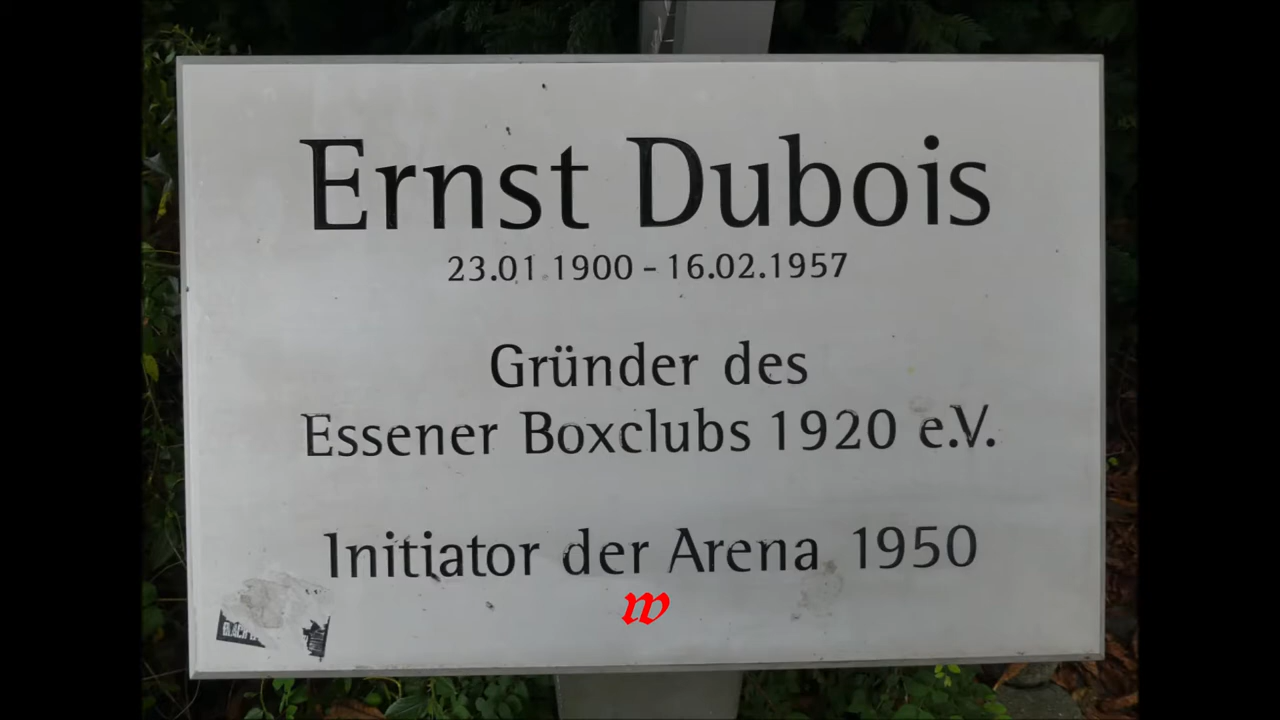 Ernst Dubois
23.01.1900 - 16.02.1957
Gründer des
Essener Boxclubs 1920 e.V.
Initiator der Arena 1950
w